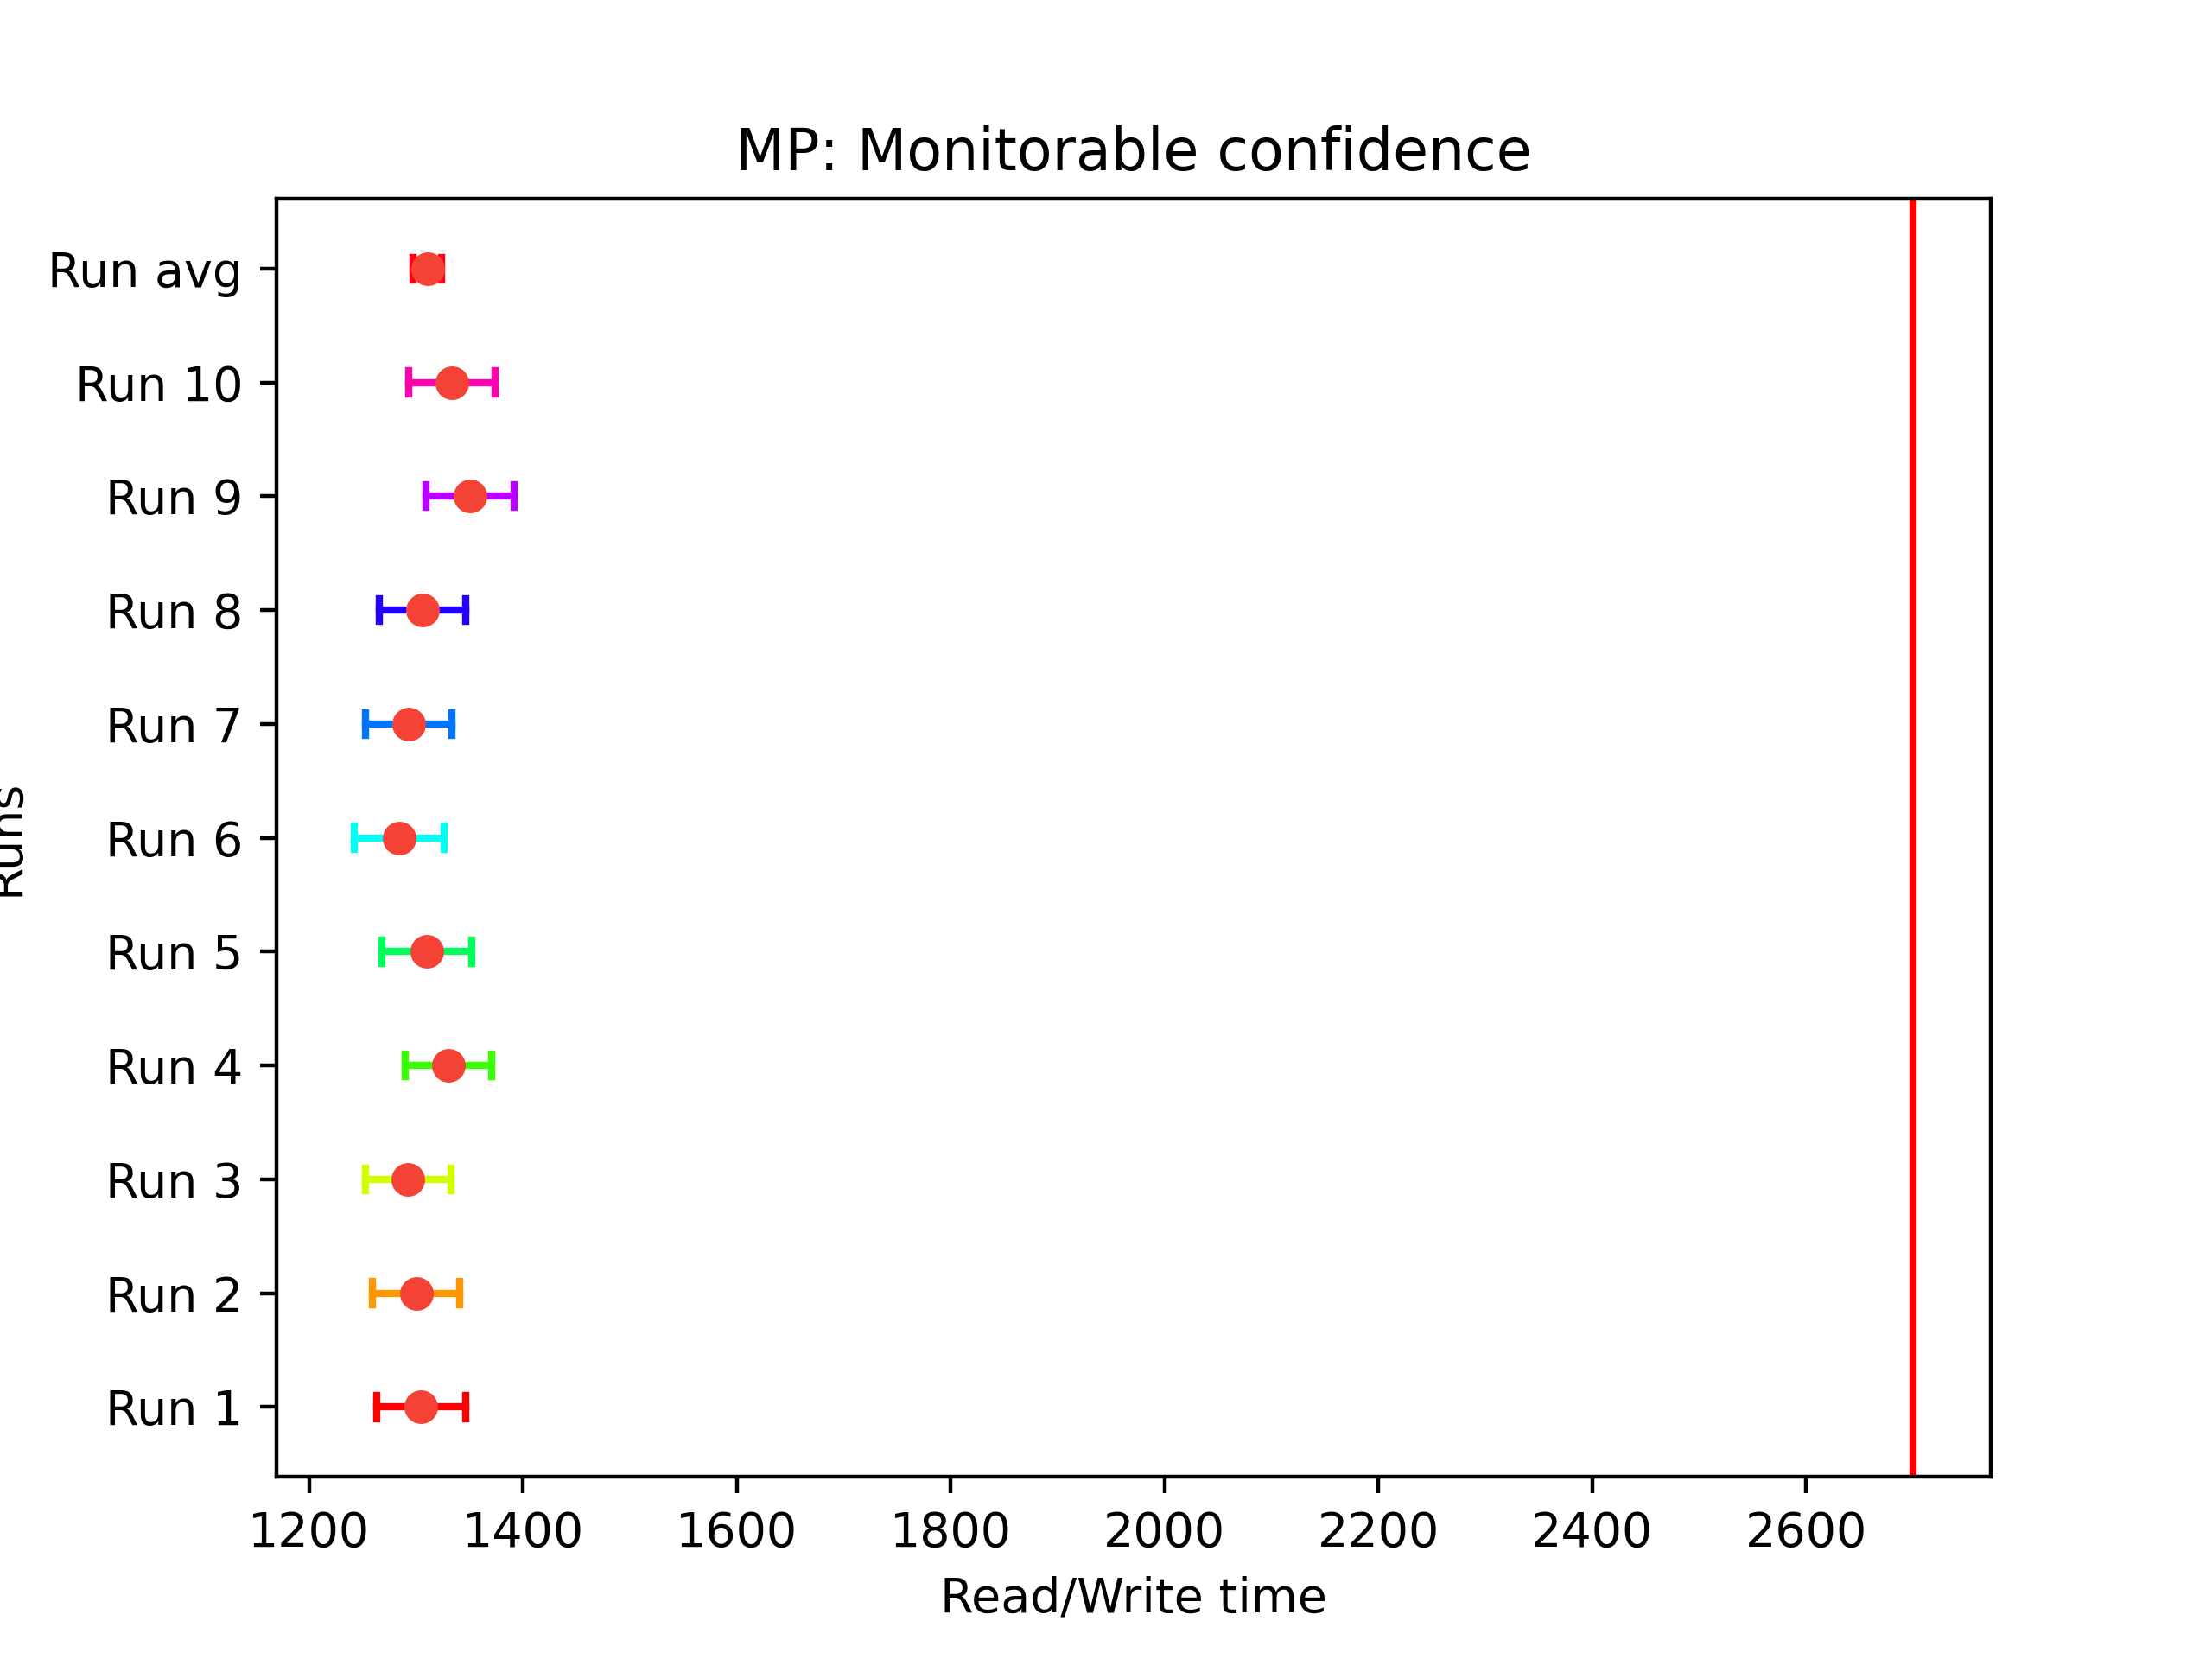 MP: Monitorable confidence
Run avg
Run 10
Run 9
Run 8
Run 7
Run 6
Runs
Run 5
Run 4
Run 3
Run 2
Run 1
1200 1400 1600 1800 2000 2200 2400 2600
Read/Write time